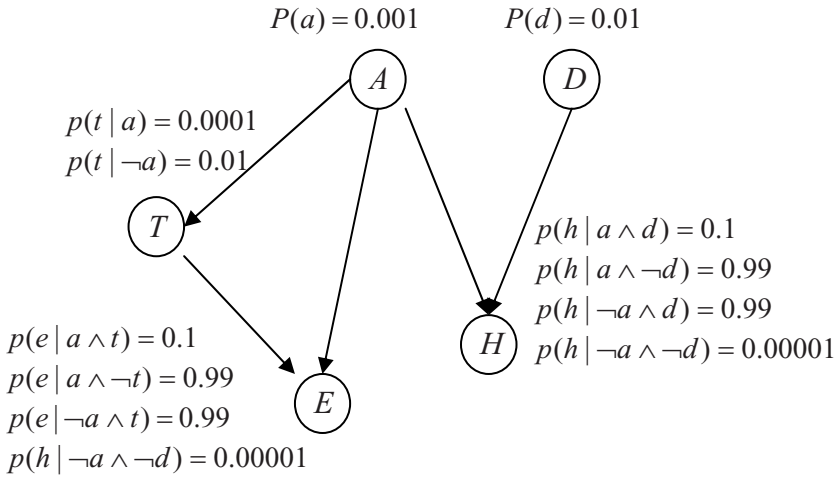 P(a) = 0.001
P(d) = 0.01
A
D
p(t | a) = 0.0001
p(t | ¬a) = 0.01
T
p(h | a ∧ d) = 0.1
p(h | a ∧ ¬d) = 0.99
p(h | ¬a ∧ d) = 0.99
p(h | ¬a ∧ ¬d) = 0.00001
H
p(e | a ∧ t) = 0.1
p(e | a ∧ ¬t) = 0.99
p(e | ¬a ∧ t) = 0.99
p(h | ¬a ∧ ¬d) = 0.00001
E